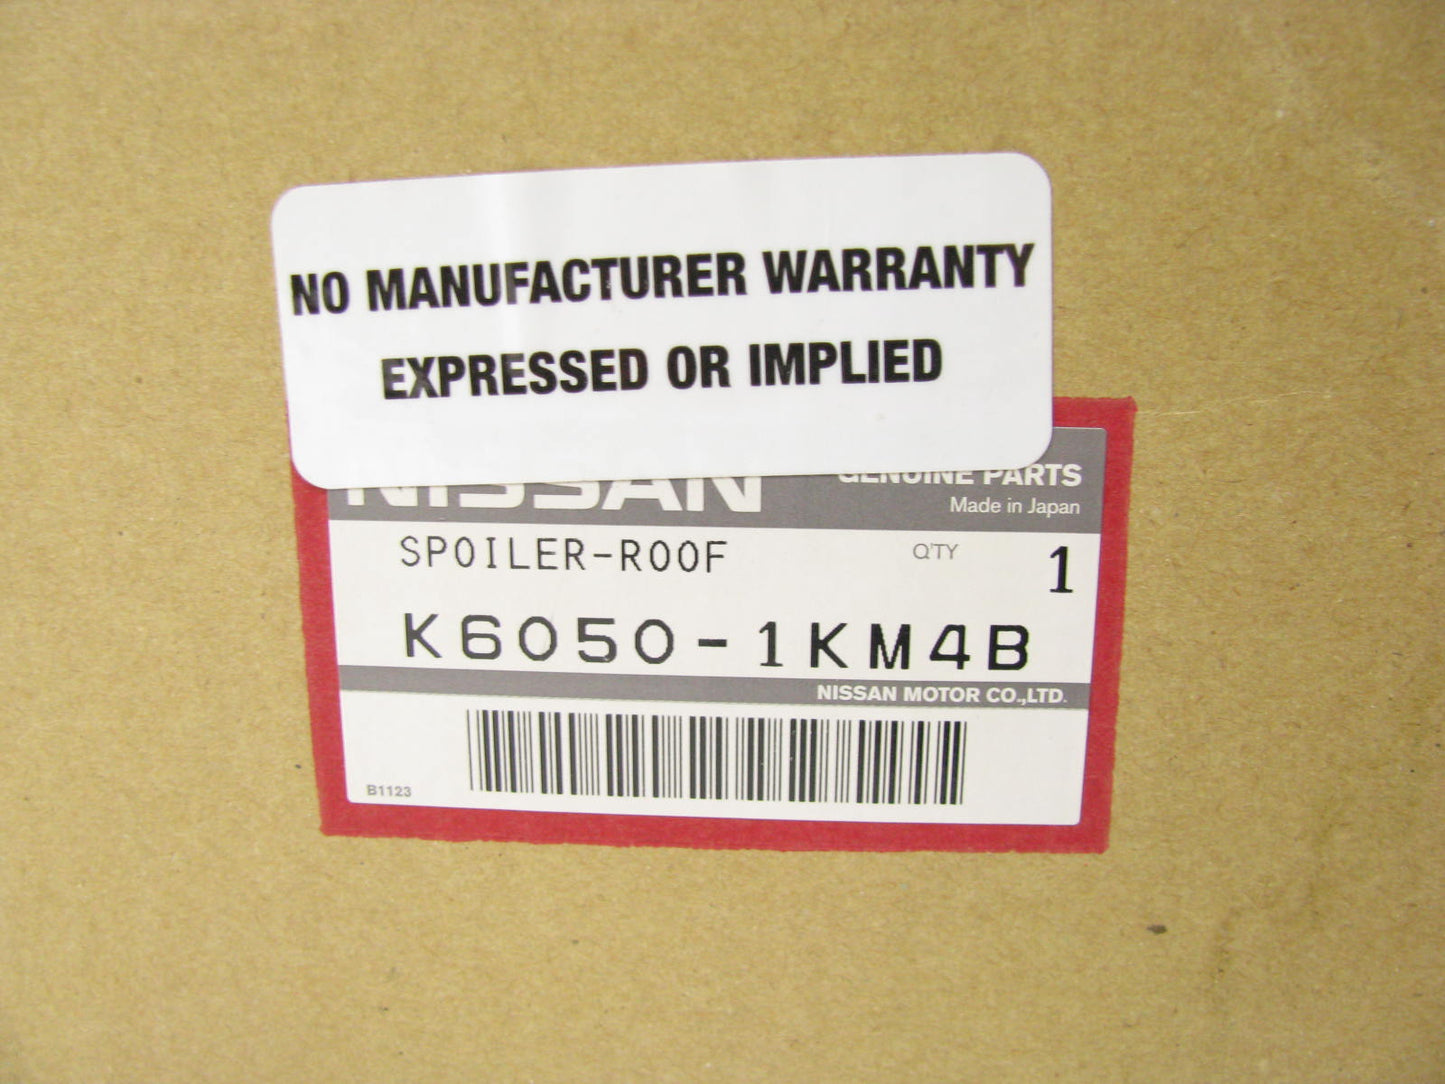 NO MANUFACTURER WARRANTY
EXPRESSED OR IMPLIED
NISSAN
GENUINE PARTS
Made in Japan
SPOILER-ROOF
Q'TY 1
K6050-1KM4B
NISSAN MOTOR CO.,LTD.
B1123